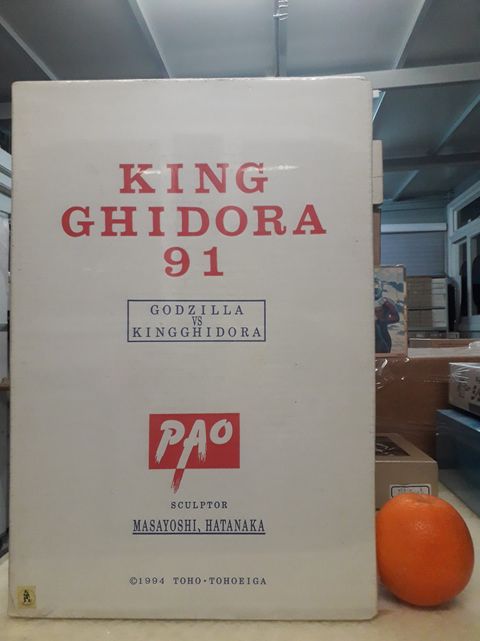 KING
GHIDORA
91
GODZILLA
VS
KINGGHIDORA
PAO
SCULPTOR
MASAYOSHI, HATANAKA
©1994 TOHO・TOHOEIGA